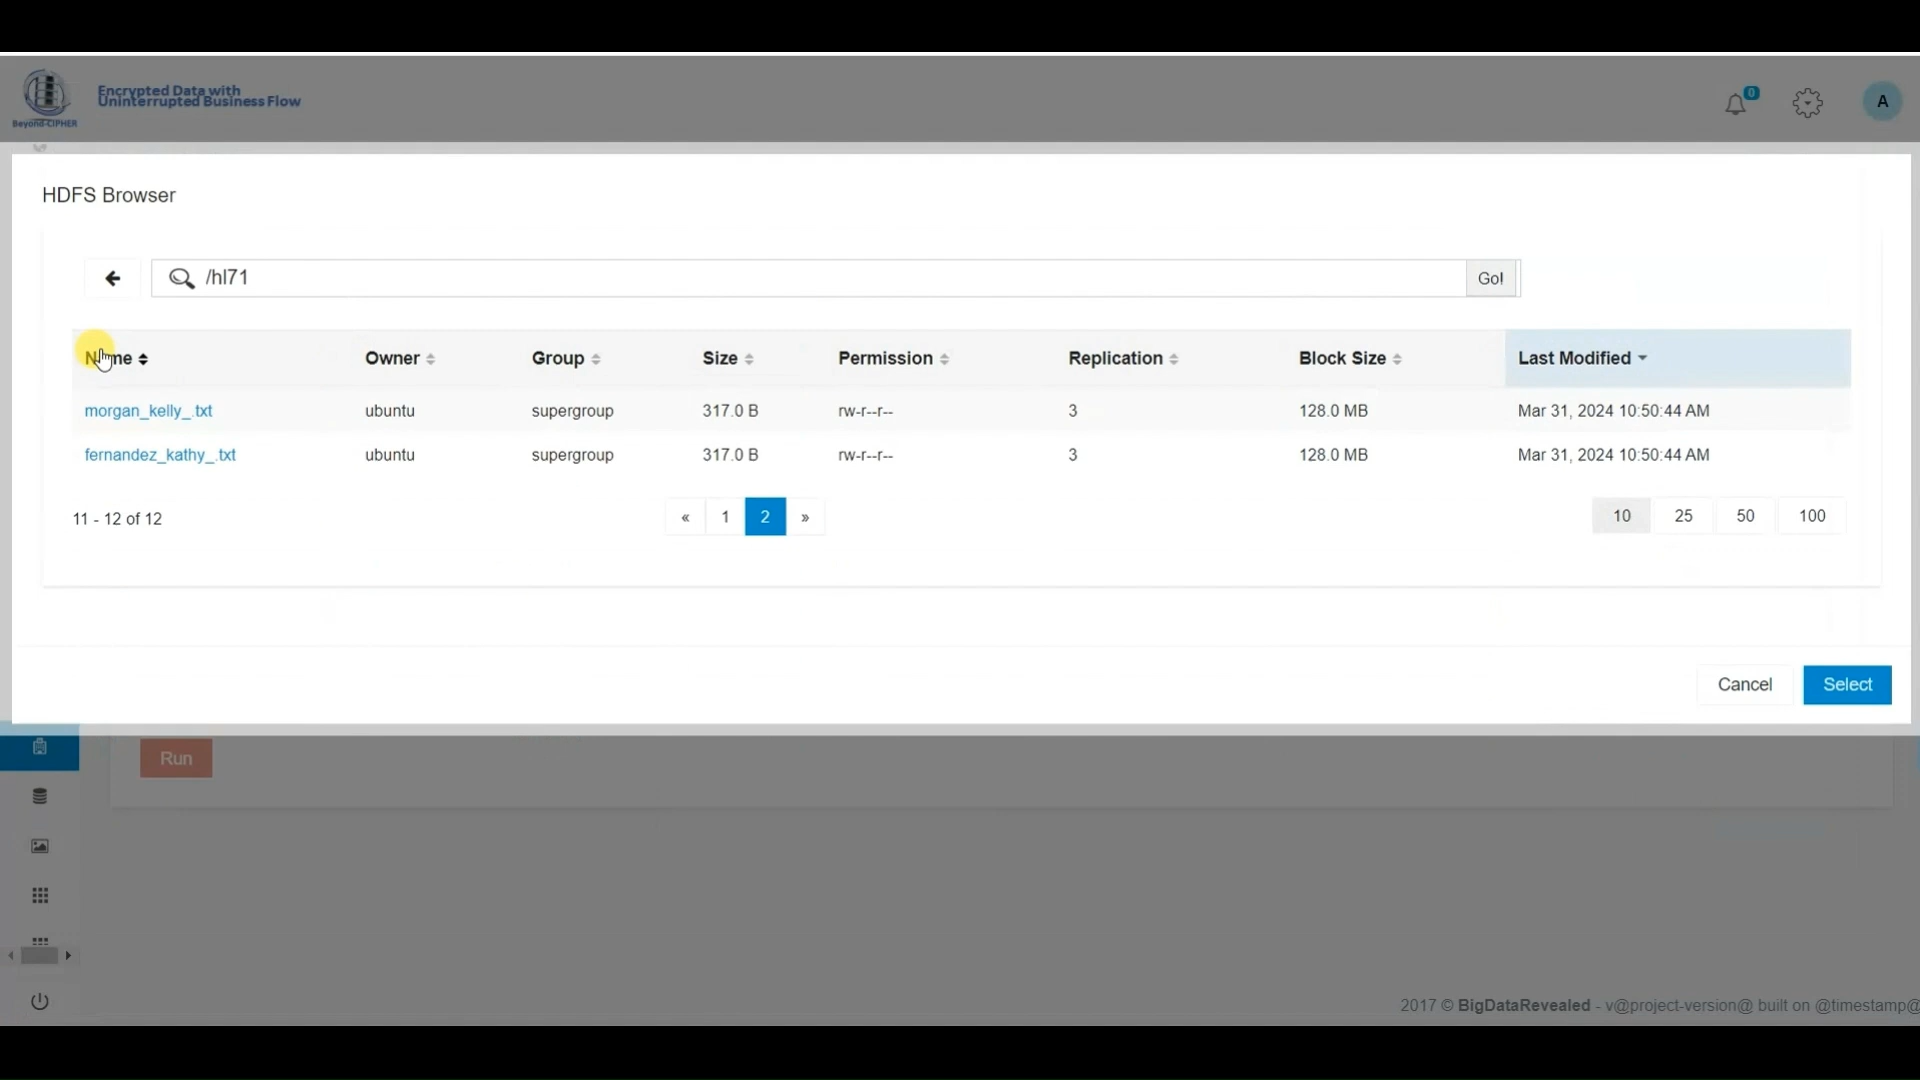 Encrypted Data with
Uninterrupted Business Flow
Beyond-CIPHER
0
A
HDFS Browser
/hl71
Go!
Name Owner Group Size Permission Replication Block Size Last Modified
morgan_kelly_.txt ubuntu supergroup 317.0 B rw-r--r-- 3 128.0 MB Mar 31, 2024 10:50:44 AM
fernandez_kathy_.txt ubuntu supergroup 317.0 B rw-r--r-- 3 128.0 MB Mar 31, 2024 10:50:44 AM
11 - 12 of 12 « 1 2 » 10 25 50 100
Cancel Select
Run
2017 © BigDataRevealed - v@project-version@ built on @timestamp@